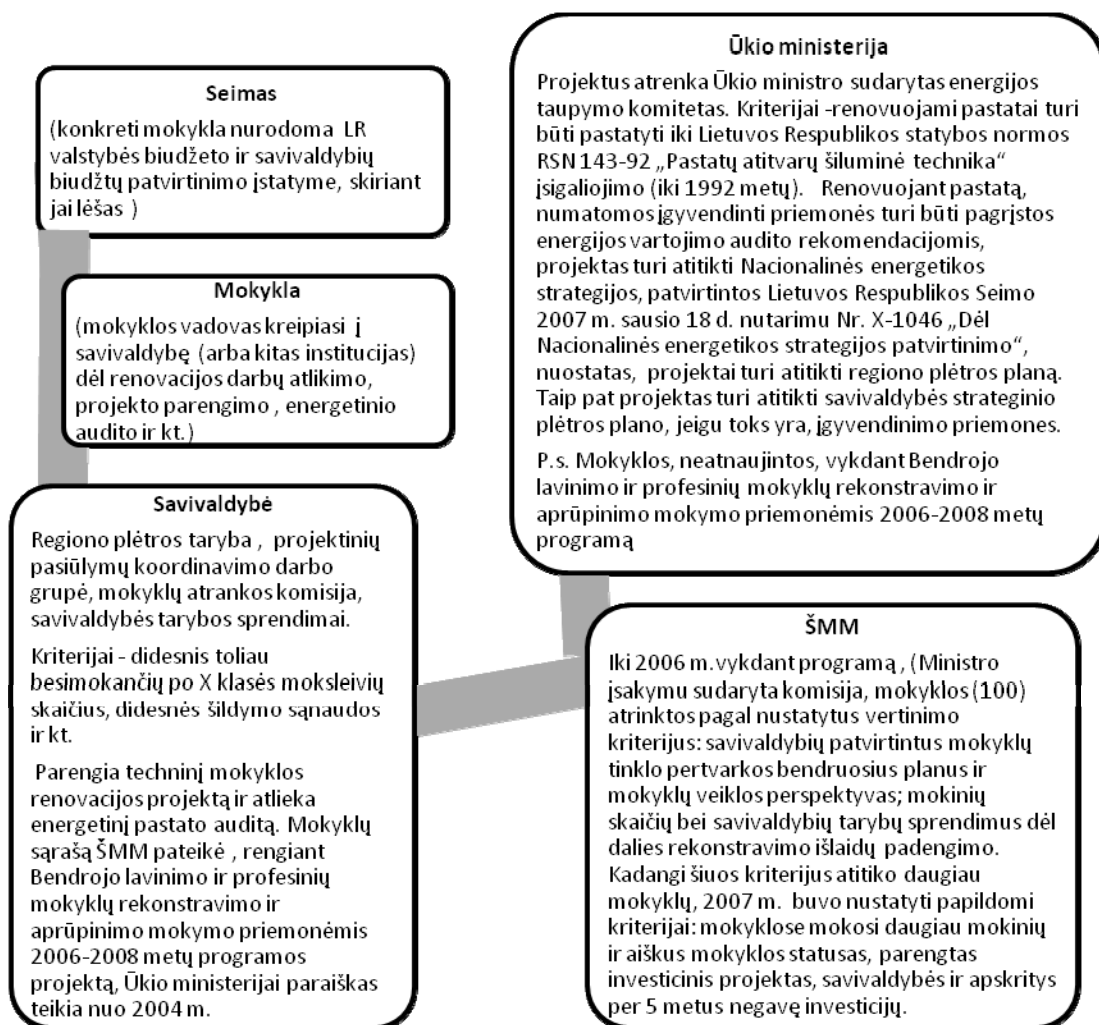 Seimas
(konkreti mokykla nurodoma LR
valstybės biudžeto ir savivaldybių
biudžtų patvirtinimo įstatyme, skiriant
jai lėšas )
Mokykla
(mokyklos vadovas kreipiasi į
savivaldybę (arba kitas institucijas)
dėl renovacijos darbų atlikimo,
projekto parengimo , energetinio
audito ir kt.)
Savivaldybė
Regiono plėtros taryba , projektinių
pasiūlymų koordinavimo darbo
grupė, mokyklų atrankos komisija,
savivaldybės tarybos sprendimai.
Kriterijai - didesnis toliau
besimokančių po X klasės moksleivių
skaičius, didesnės šildymo sąnaudos
ir kt.
Parengia techninį mokyklos
renovacijos projektą ir atlieka
energetinį pastato auditą. Mokyklų
sąrašą ŠMM pateikė , rengiant
Bendrojo lavinimo ir profesinių
mokyklų rekonstravimo ir
aprūpinimo mokymo priemonėmis
2006-2008 metų programos
projektą, Ūkio ministerijai paraiškas
teikia nuo 2004 m.
Ūkio ministerija
Projektus atrenka Ūkio ministro sudarytas energijos
taupymo komitetas. Kriterijai -renovuojami pastatai turi
būti pastatyti iki Lietuvos Respublikos statybos normos
RSN 143-92 „Pastatų atitvarų šiluminė technika“
įsigaliojimo (iki 1992 metų). Renovuojant pastatą,
numatomos įgyvendinti priemonės turi būti pagrįstos
energijos vartojimo audito rekomendacijomis,
projektas turi atitikti Nacionalinės energetikos
strategijos, patvirtintos Lietuvos Respublikos Seimo
2007 m. sausio 18 d. nutarimu Nr. X-1046 „Dėl
Nacionalinės energetikos strategijos patvirtinimo“,
nuostatas, projektai turi atitikti regiono plėtros planą.
Taip pat projektas turi atitikti savivaldybės strateginio
plėtros plano, jeigu toks yra, įgyvendinimo priemones.
P.s. Mokyklos, neatnaujintos, vykdant Bendrojo
lavinimo ir profesinių mokyklų rekonstravimo ir
aprūpinimo mokymo priemonėmis 2006-2008 metų
programą
ŠMM
Iki 2006 m.vykdant programą , (Ministro
įsakymu sudaryta komisija, mokyklos (100)
atrinktos pagal nustatytus vertinimo
kriterijus: savivaldybių patvirtintus mokyklų
tinklo pertvarkos bendruosius planus ir
mokyklų veiklos perspektyvas; mokinių
skaičių bei savivaldybių tarybų sprendimus dėl
dalies rekonstravimo išlaidų padengimo.
Kadangi šiuos kriterijus atitiko daugiau
mokyklų, 2007 m. buvo nustatyti papildomi
kriterijai: mokyklose mokosi daugiau mokinių
ir aiškus mokyklos statusas, parengtas
investicinis projektas, savivaldybės ir apskritys
per 5 metus negavę investicijų.